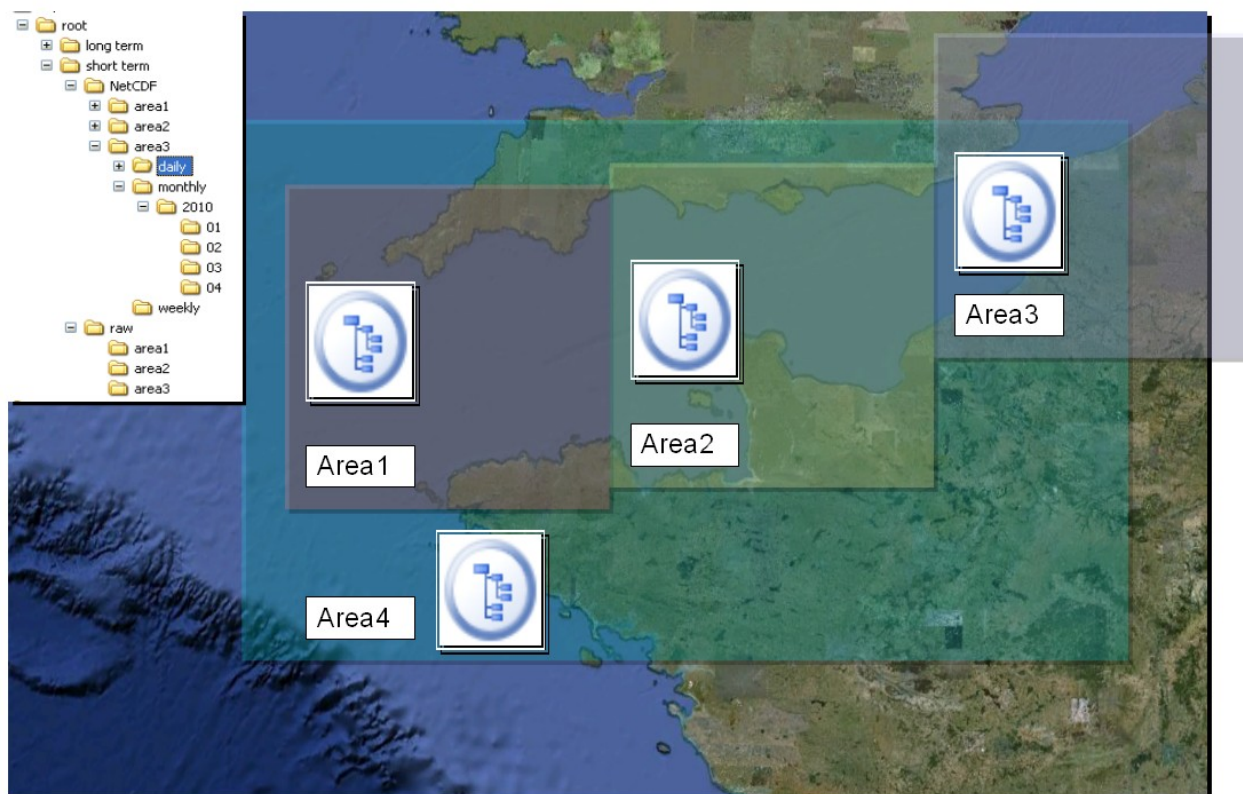 root
long term
short term
NetCDF
area1
area2
area3
daily
monthly
2010
01
02
03
04
weekly
raw
area1
area2
area3
Area3
Area2
Area1
Area4